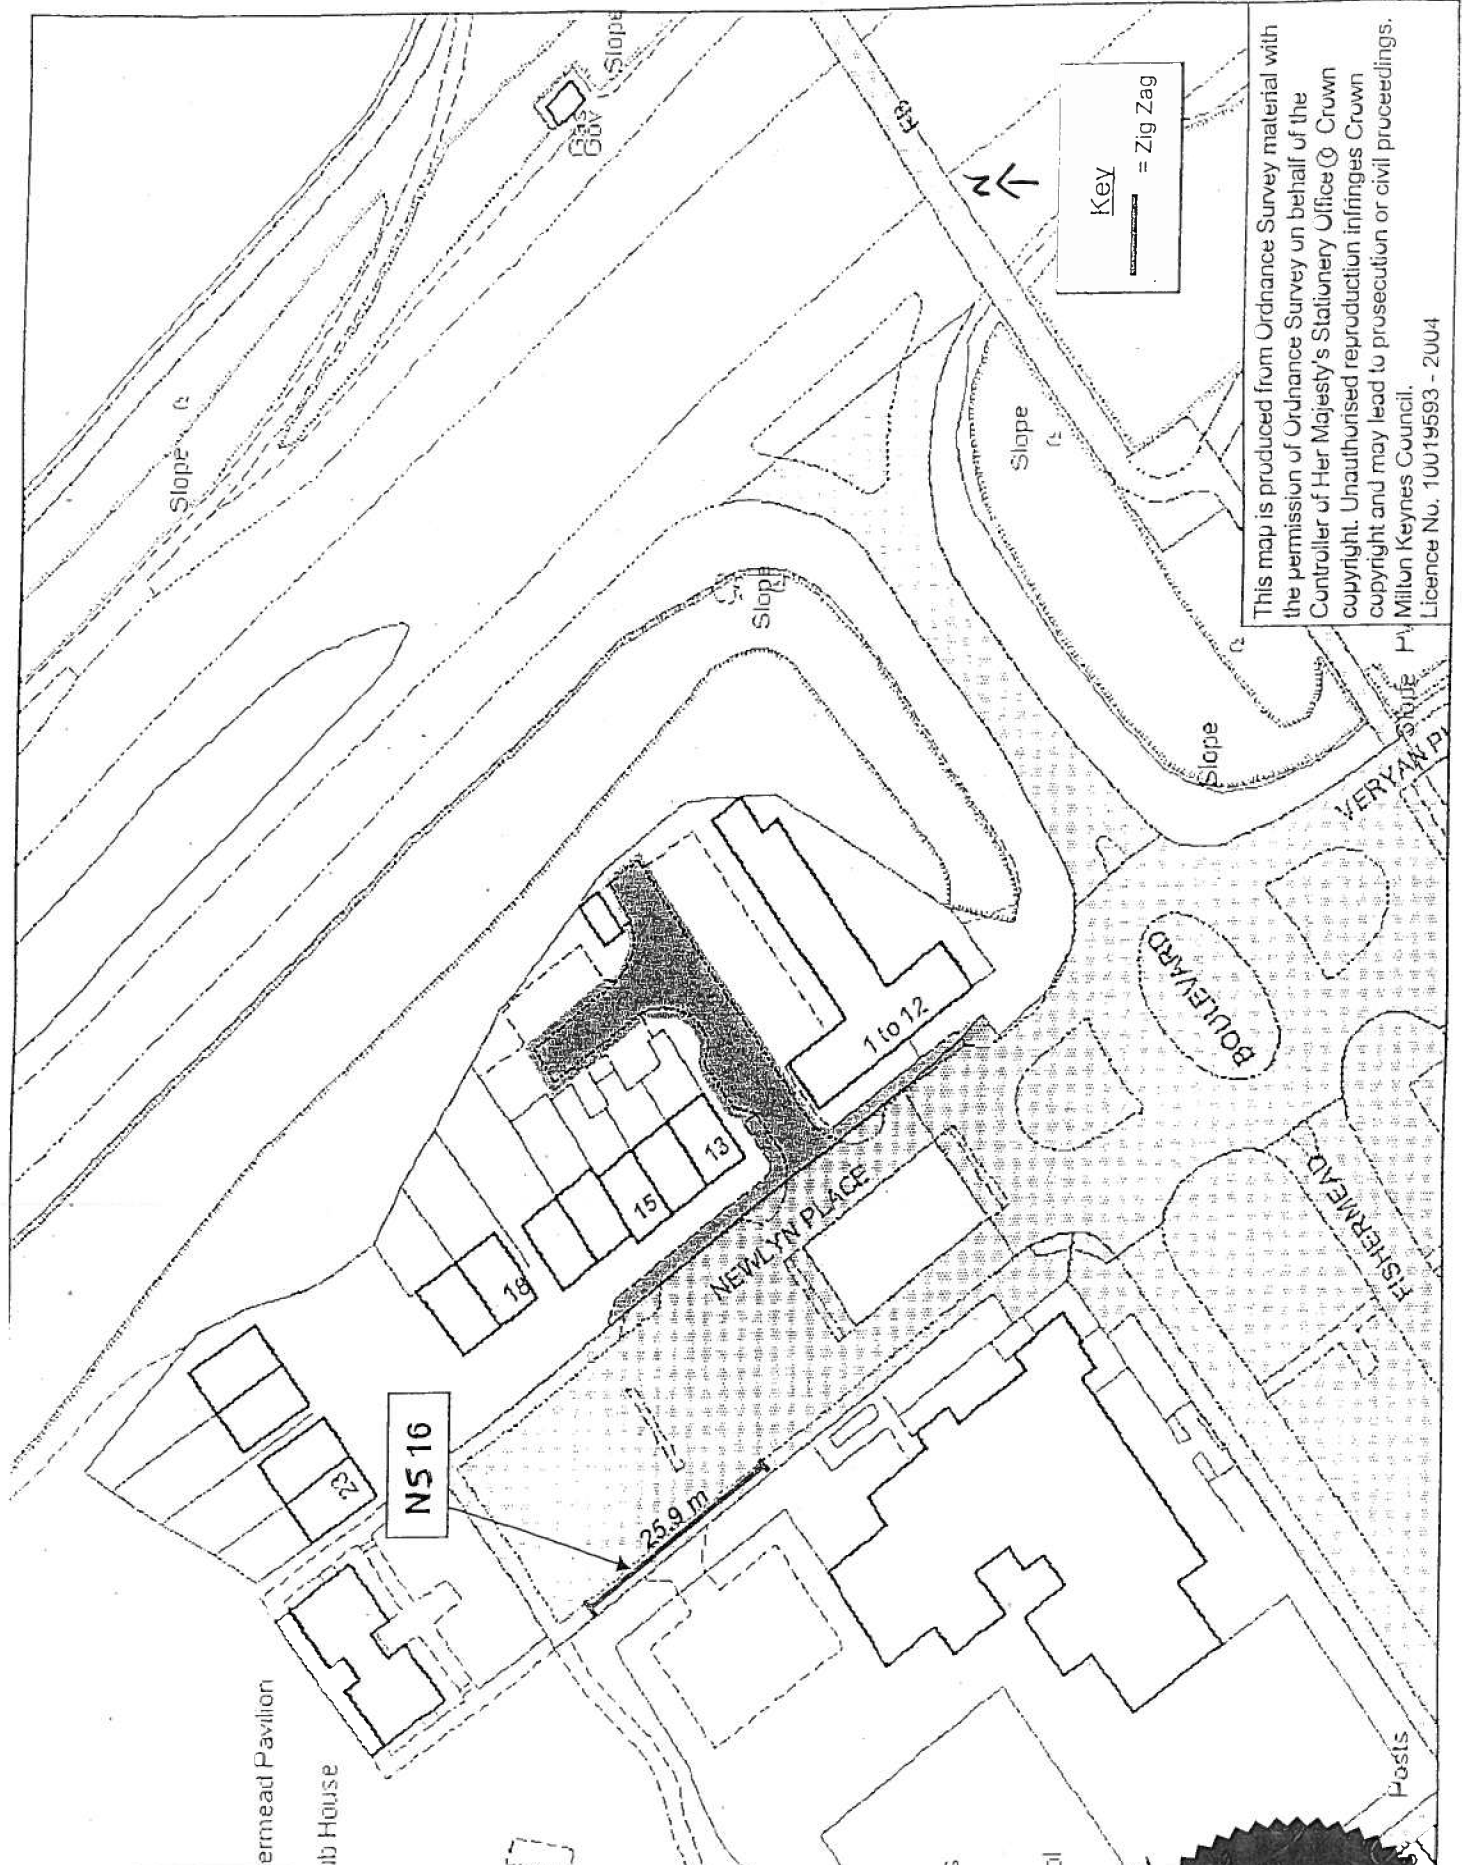 Slope
Slope
Gas
Gov
FB
N
Key
= Zig Zag
This map is produced from Ordnance Survey material with
the permission of Ordnance Survey on behalf of the
Controller of Her Majesty's Stationery Office © Crown
copyright. Unauthorised reproduction infringes Crown
copyright and may lead to prosecution or civil proceedings.
Milton Keynes Council.
Licence No. 10019593 - 2004
Slope
Slope
Slope
Slope
VERYAN PL
BOULEVARD
FISHERMEAD
1 to 12
13
15
18
23
NEWLYN PLACE
NS 16
25.9 m
ermead Pavilion
ub House
Posts